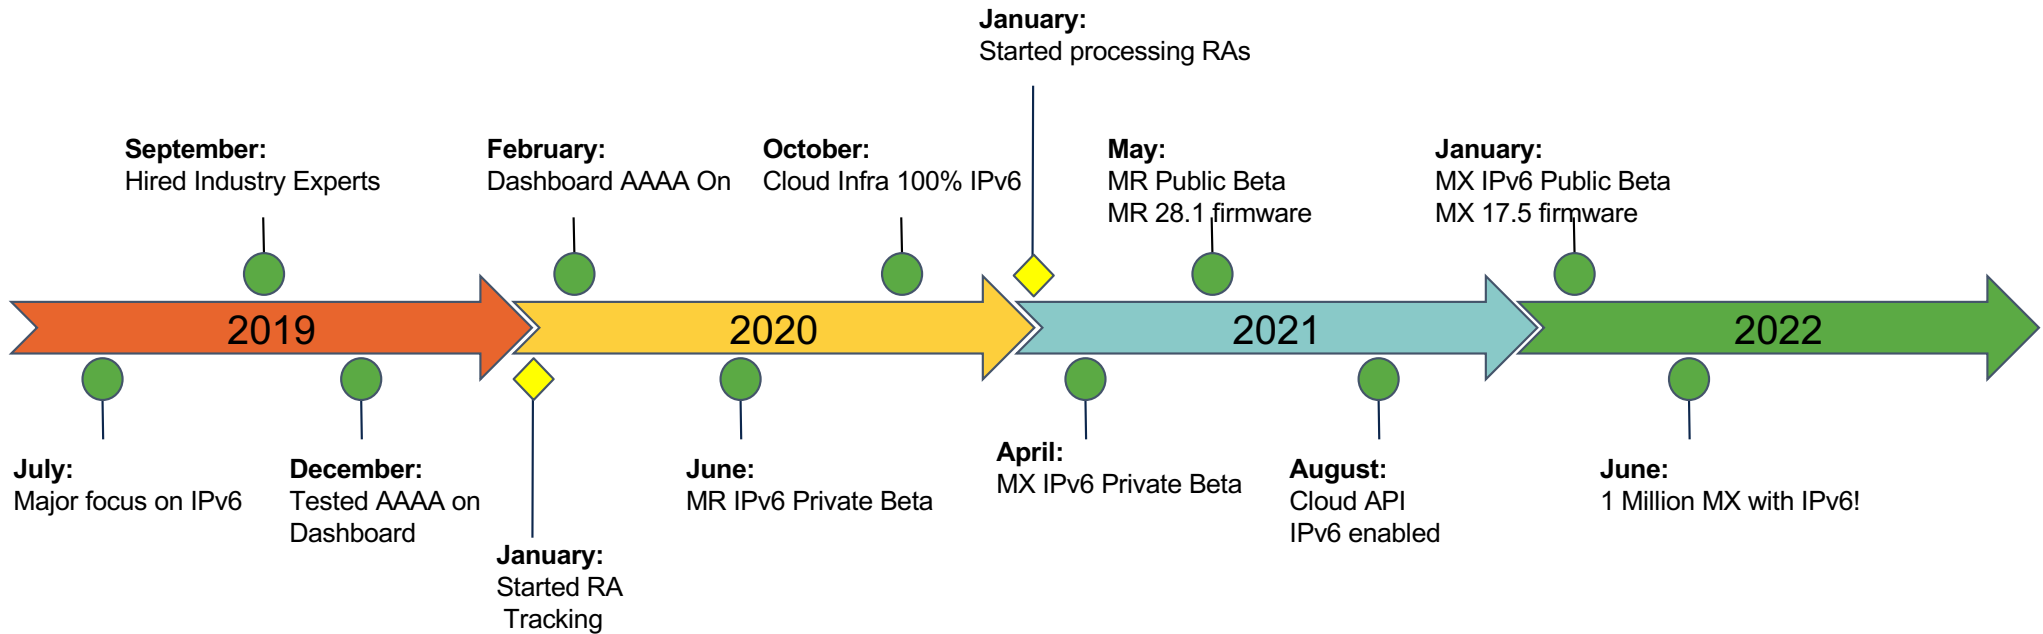 January:
Started processing RAs
September:
Hired Industry Experts
February:
Dashboard AAAA On
October:
Cloud Infra 100% IPv6
May:
MR Public Beta
MR 28.1 firmware
January:
MX IPv6 Public Beta
MX 17.5 firmware
2019
2020
2021
2022
July:
Major focus on IPv6
December:
Tested AAAA on
Dashboard
January:
Started RA
Tracking
June:
MR IPv6 Private Beta
April:
MX IPv6 Private Beta
August:
Cloud API
IPv6 enabled
June:
1 Million MX with IPv6!